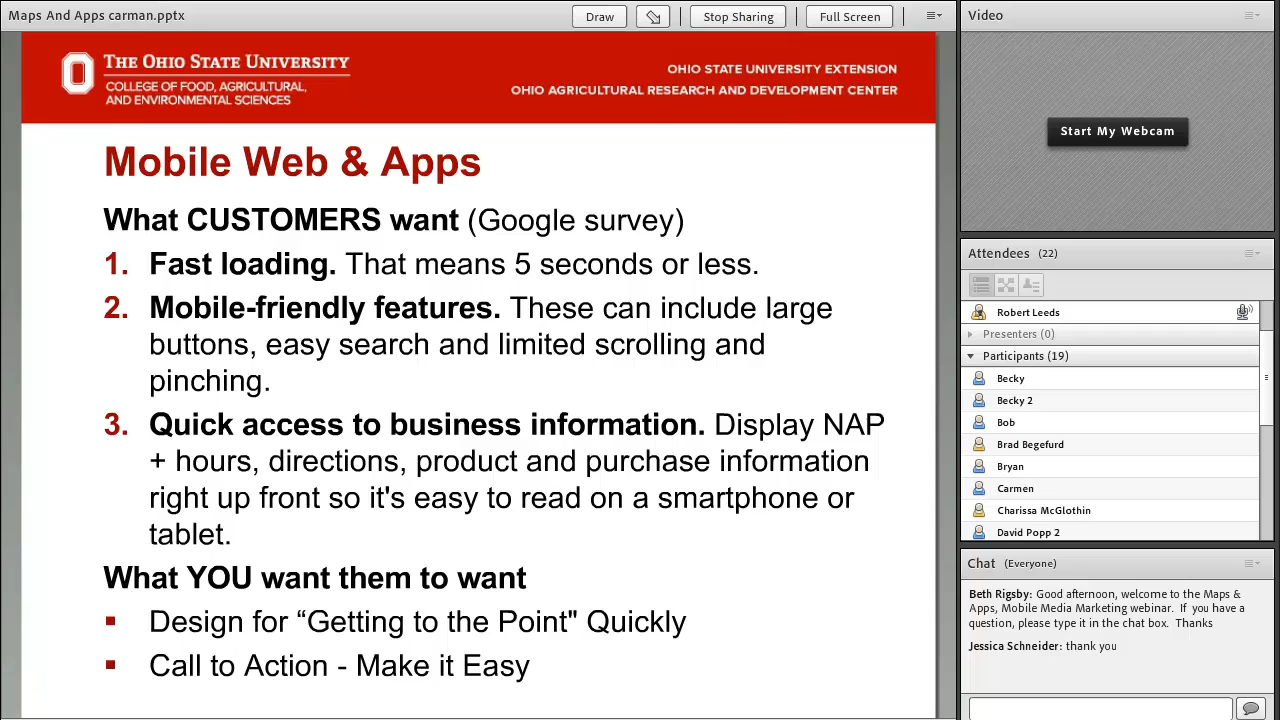 Maps And Apps carman.pptx
Draw
Stop Sharing
Full Screen
THE OHIO STATE UNIVERSITY
COLLEGE OF FOOD, AGRICULTURAL,
AND ENVIRONMENTAL SCIENCES
OHIO STATE UNIVERSITY EXTENSION
OHIO AGRICULTURAL RESEARCH AND DEVELOPMENT CENTER
Mobile Web & Apps
What CUSTOMERS want (Google survey)
1. Fast loading. That means 5 seconds or less.
2. Mobile-friendly features. These can include large
buttons, easy search and limited scrolling and
pinching.
3. Quick access to business information. Display NAP
+ hours, directions, product and purchase information
right up front so it's easy to read on a smartphone or
tablet.
What YOU want them to want
▪ Design for “Getting to the Point" Quickly
▪ Call to Action - Make it Easy
Video
Start My Webcam
Attendees (22)
Robert Leeds
Presenters (0)
Participants (19)
Becky
Becky 2
Bob
Brad Begefurd
Bryan
Carmen
Charissa McGlothin
David Popp 2
Chat (Everyone)
Beth Rigsby: Good afternoon, welcome to the Maps &
Apps, Mobile Media Marketing webinar. If you have a
question, please type it in the chat box. Thanks
Jessica Schneider: thank you